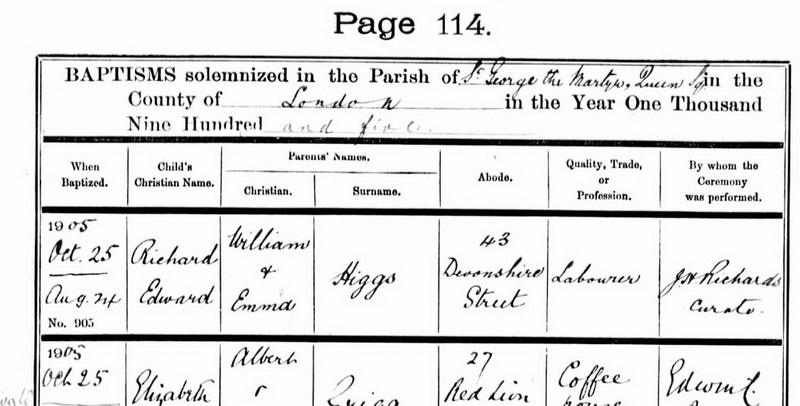 Page 114.
BAPTISMS solemnized in the Parish of St George the Martyr, Queen Sq in the
County of London in the Year One Thousand
Nine Hundred and five.
When Baptized.
Child's Christian Name.
Parents' Names.
Christian.
Surname.
Abode.
Quality, Trade, or Profession.
By whom the Ceremony was performed.
1905
Oct. 25
Aug. 24
No. 905
Richard
Edward
William
&
Emma
Higgs
43
Devonshire
Street
Labourer
JH Richards
Curate.
1905
Oct 25
Elizabeth
Albert
27
Red Lion
Coffee
house